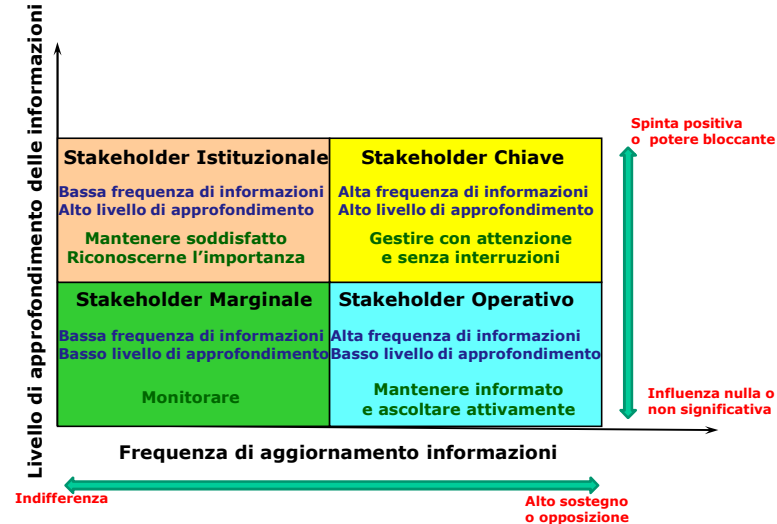 Livello di approfondimento delle informazioni
Spinta positiva
o potere bloccante
Stakeholder Istituzionale
Bassa frequenza di informazioni
Alto livello di approfondimento
Mantenere soddisfatto
Riconoscerne l'importanza
Stakeholder Chiave
Alta frequenza di informazioni
Alto livello di approfondimento
Gestire con attenzione
e senza interruzioni
Stakeholder Marginale
Bassa frequenza di informazioni
Basso livello di approfondimento
Monitorare
Stakeholder Operativo
Alta frequenza di informazioni
Basso livello di approfondimento
Mantenere informato
e ascoltare attivamente
Influenza nulla o
non significativa
Frequenza di aggiornamento informazioni
Indifferenza
Alto sostegno
o opposizione